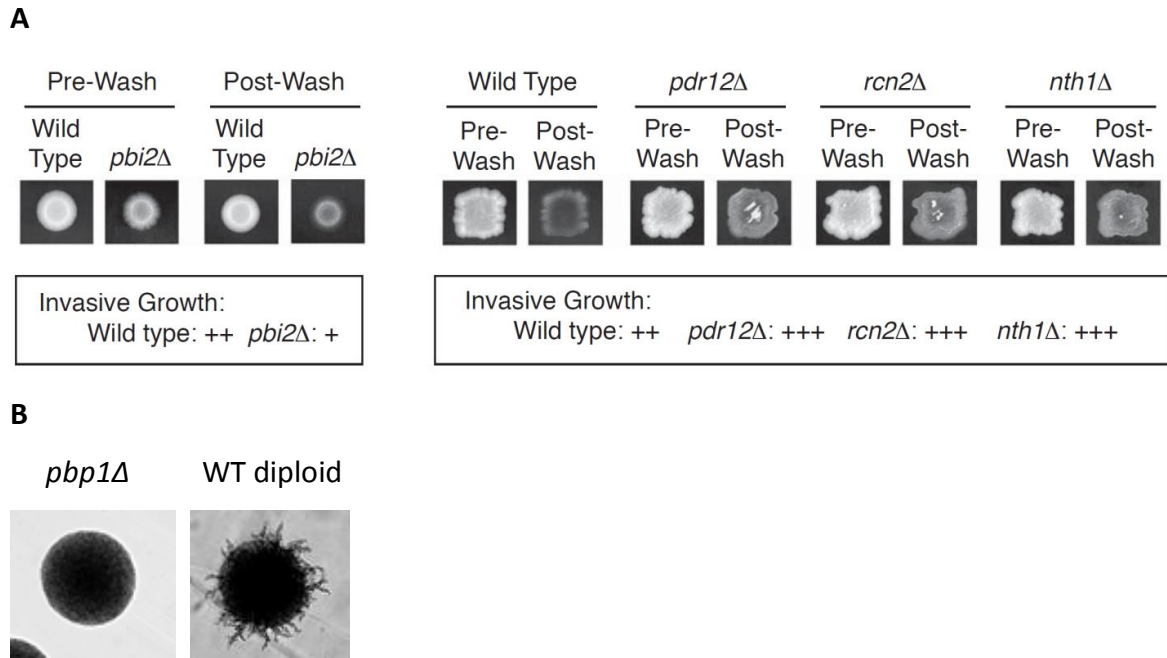 A
Pre-Wash Post-Wash
Wild Type pbi2Δ Wild Type pbi2Δ
Invasive Growth:
Wild type: ++ pbi2Δ: +
Wild Type pdr12Δ rcn2Δ nth1Δ
Pre-Wash Post-Wash Pre-Wash Post-Wash Pre-Wash Post-Wash Pre-Wash Post-Wash
Invasive Growth:
Wild type: ++ pdr12Δ: +++ rcn2Δ: +++ nth1Δ: +++
B
pbp1Δ WT diploid